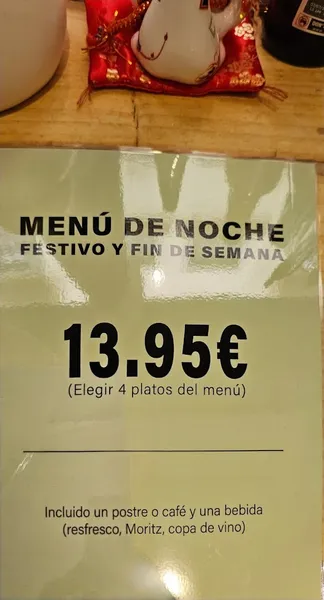 MENÚ DE NOCHE
FESTIVO Y FIN DE SEMANA
13.95€
(Elegir 4 platos del menú)
Incluido un postre o café y una bebida
(resfresco, Moritz, copa de vino)